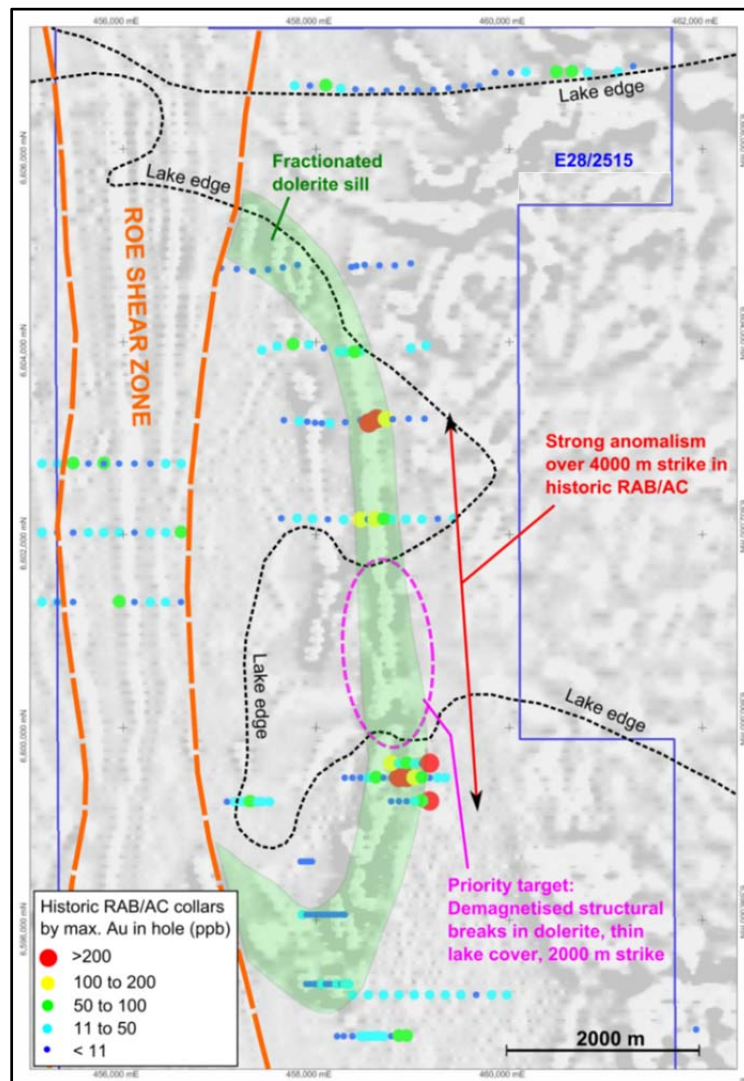 456,000 mE
458,000 mE
460,000 mE
462,000 mE
Lake edge
6,606,000 mN
E28/2515
Fractionated
dolerite sill
Lake edge
ROE SHEAR ZONE
6,604,000 mN
Strong anomalism
over 4000 m strike in
historic RAB/AC
6,602,000 mN
Lake edge
Lake edge
6,600,000 mN
Priority target:
Demagnetised structural
breaks in dolerite, thin
lake cover, 2000 m strike
Historic RAB/AC collars
by max. Au in hole (ppb)
>200
100 to 200
50 to 100
11 to 50
< 11
6,598,000 mN
2000 m
456,000 mE
458,000 mE
460,000 mE
462,000 mE